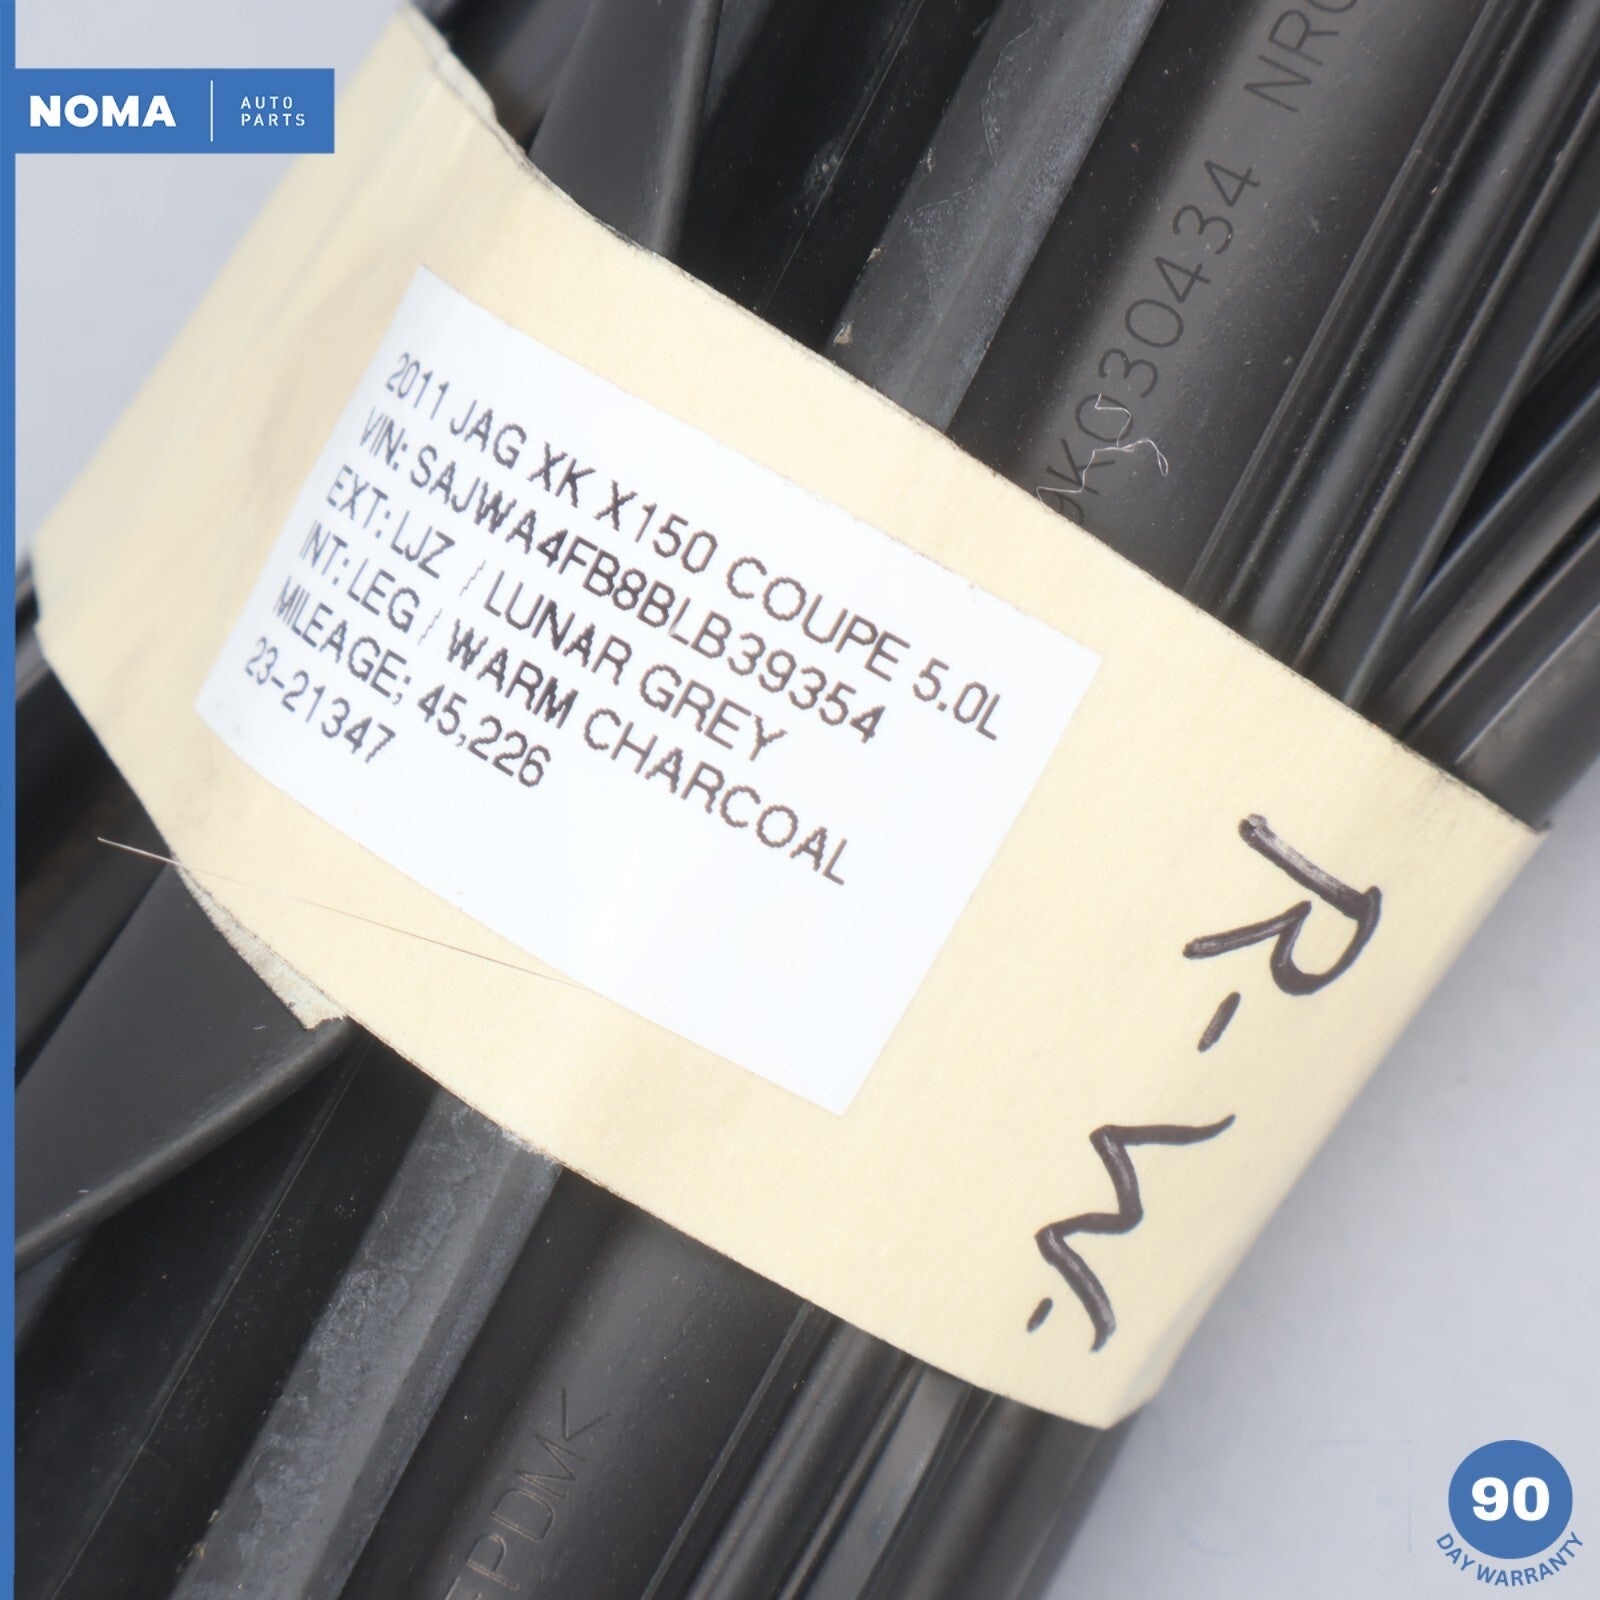 NOMA
AUTO
PARTS
K030434 NR
2011 JAG XK X150 COUPE 5.0L
VIN: SAJWA4FB8BLB39354
EXT: LJZ / LUNAR GREY
INT: LEG / WARM CHARCOAL
MILEAGE; 45,226
23-21347
R-W.
PDM<
90
DAY WARRANTY